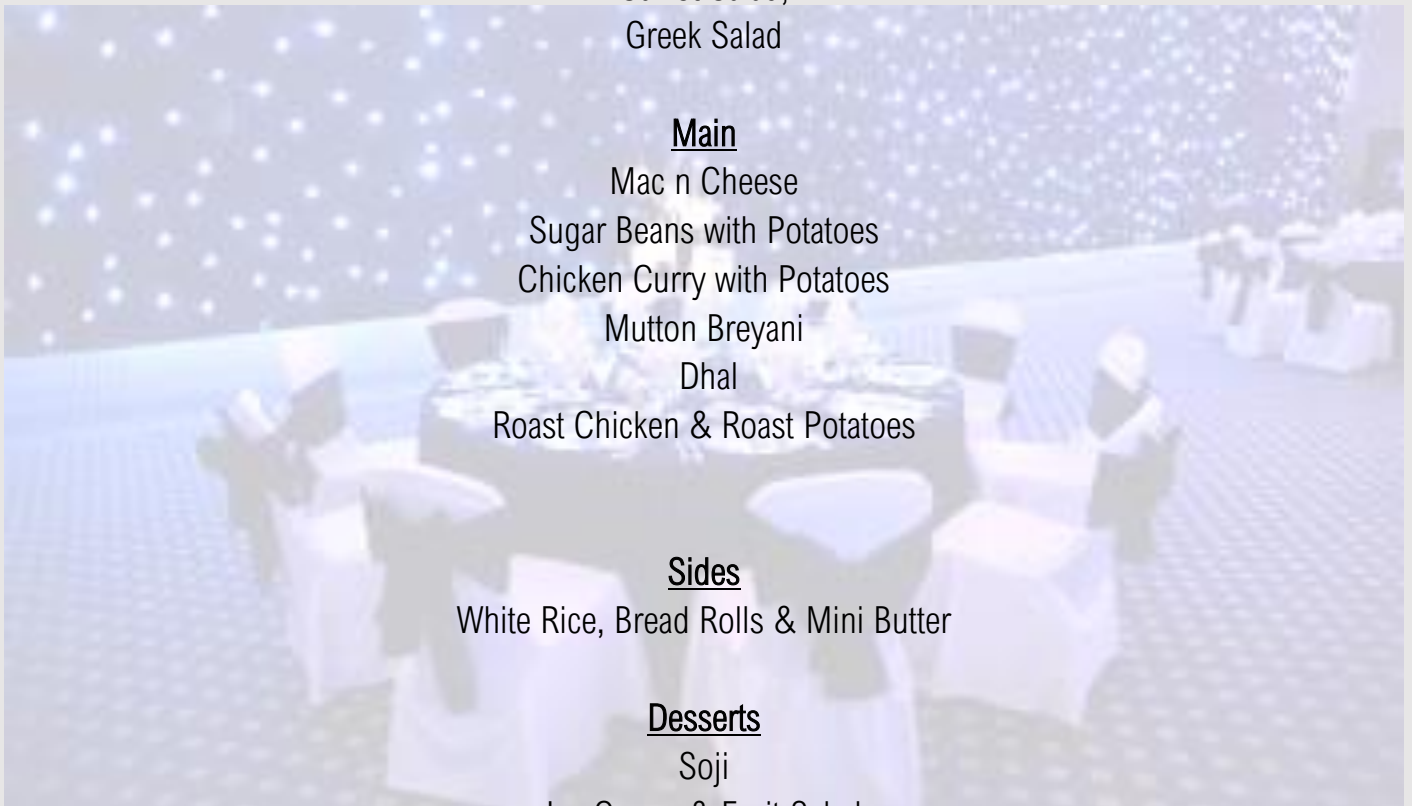 Greek Salad
Main
Mac n Cheese
Sugar Beans with Potatoes
Chicken Curry with Potatoes
Mutton Breyani
Dhal
Roast Chicken & Roast Potatoes
Sides
White Rice, Bread Rolls & Mini Butter
Desserts
Soji